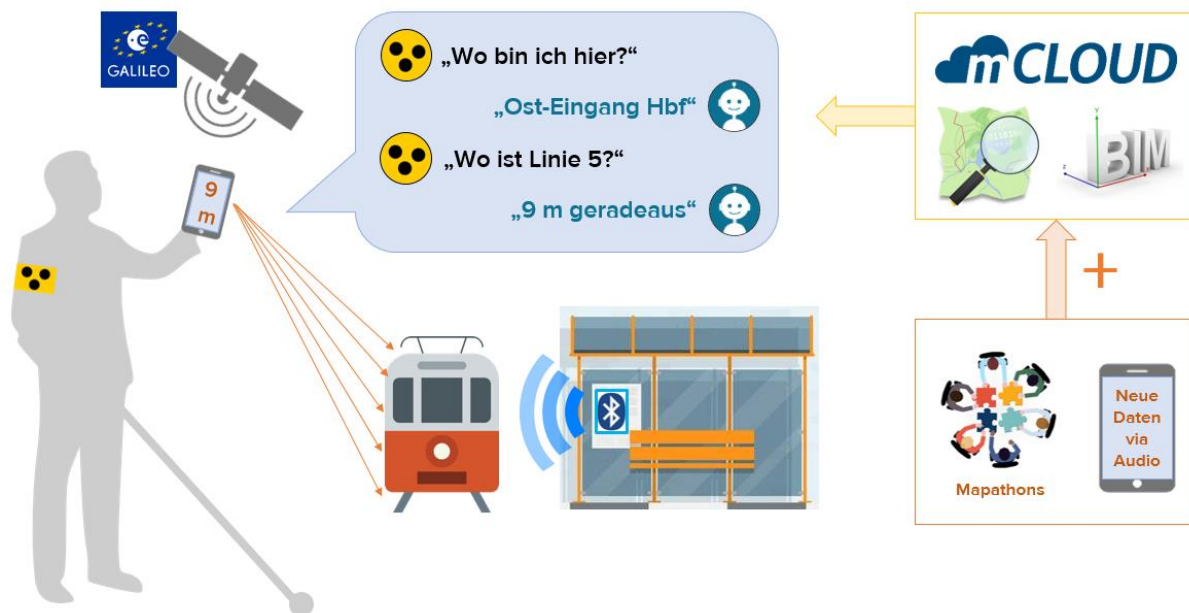 GALILEO
„Wo bin ich hier?“
„Ost-Eingang Hbf“
„Wo ist Linie 5?“
„9 m geradeaus“
9
m
mCLOUD
BIM
+
Mapathons
Neue
Daten
via
Audio